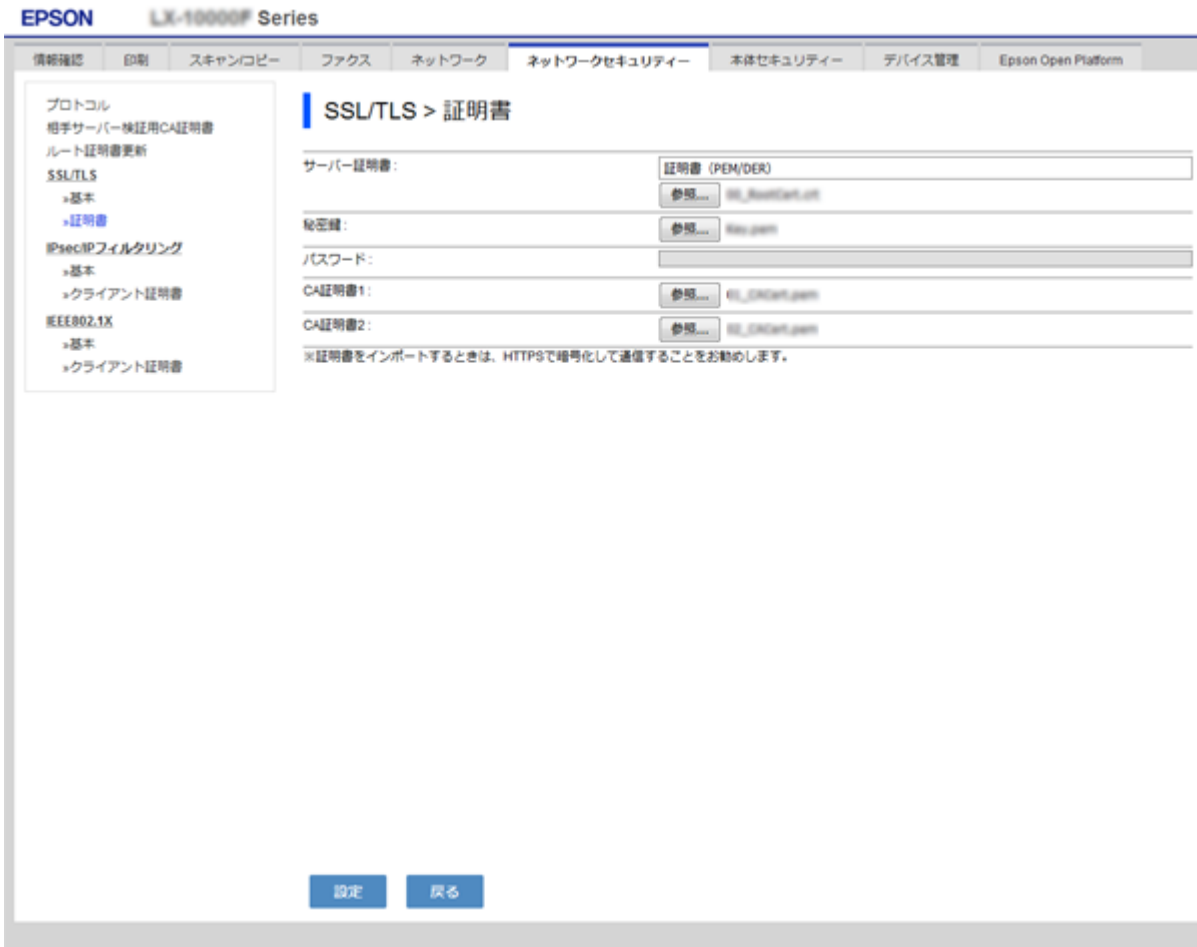 EPSON LX-10000F Series
情報確認 印刷 スキャン/コピー ファクス ネットワーク ネットワークセキュリティー 本体セキュリティー デバイス管理 Epson Open Platform
プロトコル
相手サーバー検証用CA証明書
ルート証明書更新
SSL/TLS
»基本
»証明書
IPsec/IPフィルタリング
»基本
»クライアント証明書
IEEE802.1X
»基本
»クライアント証明書
SSL/TLS > 証明書
サーバー証明書: 証明書 (PEM/DER)
参照...
秘密鍵: 参照... Key.pem
パスワード:
CA証明書1: 参照... 01_CACert.pem
CA証明書2: 参照... 02_CACert.pem
※証明書をインポートするときは、HTTPSで暗号化して通信することをお勧めします。
設定 戻る